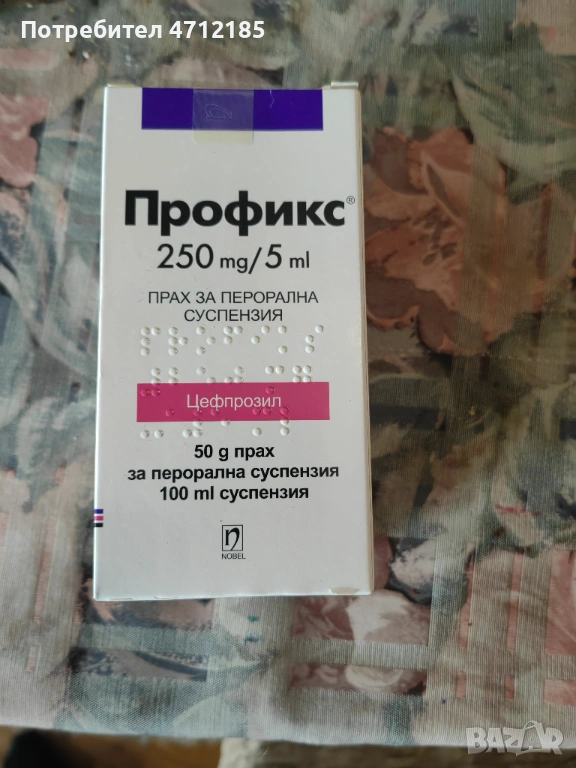 Потребител 4712185
Профикс®
250 mg/5 ml
ПРАХ ЗА ПЕРОРАЛНА
СУСПЕНЗИЯ
Цефпрозил
50 g прах
за перорална суспензия
100 ml суспензия
NOBEL
BAZAR